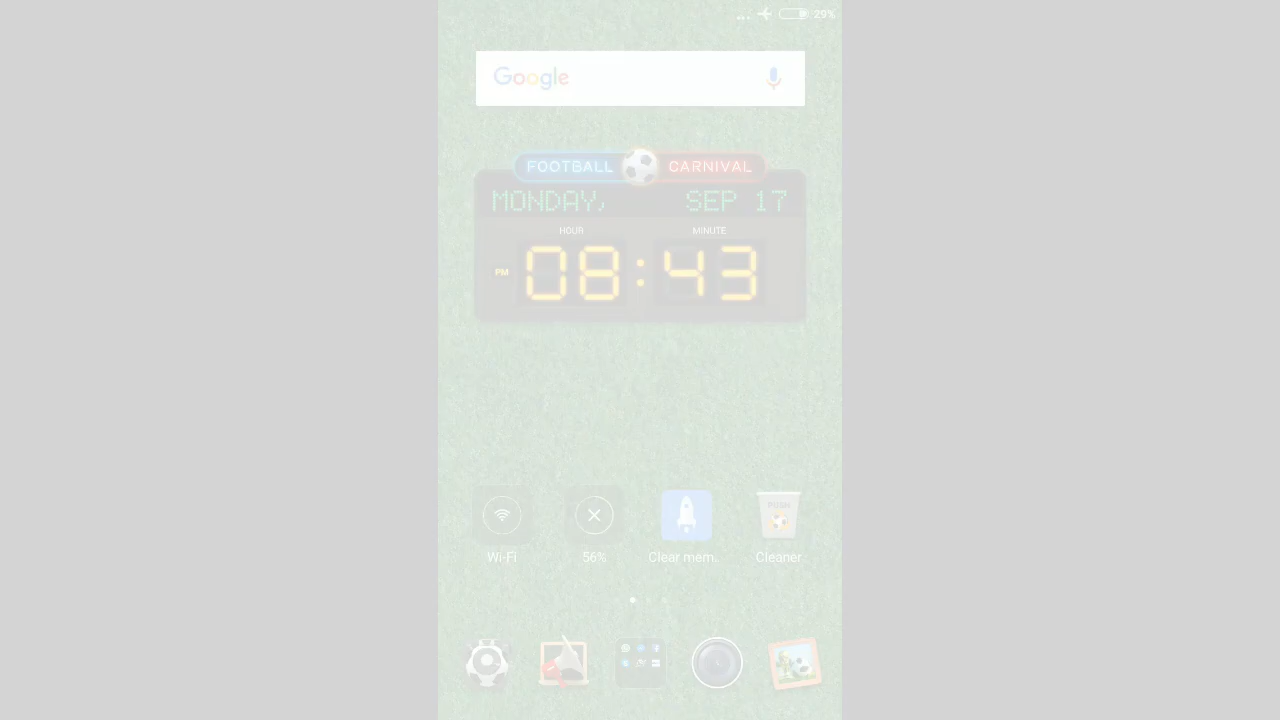 29%
Google
FOOTBALL CARNIVAL
MONDAY, SEP 17
HOUR MINUTE
PM 08:43
Wi-Fi 56% Clear mem. Cleaner